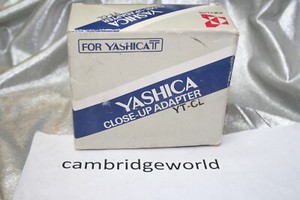 FOR YASHICA T
YASHICA
CLOSE-UP ADAPTER
YT-CL
cambridgeworld